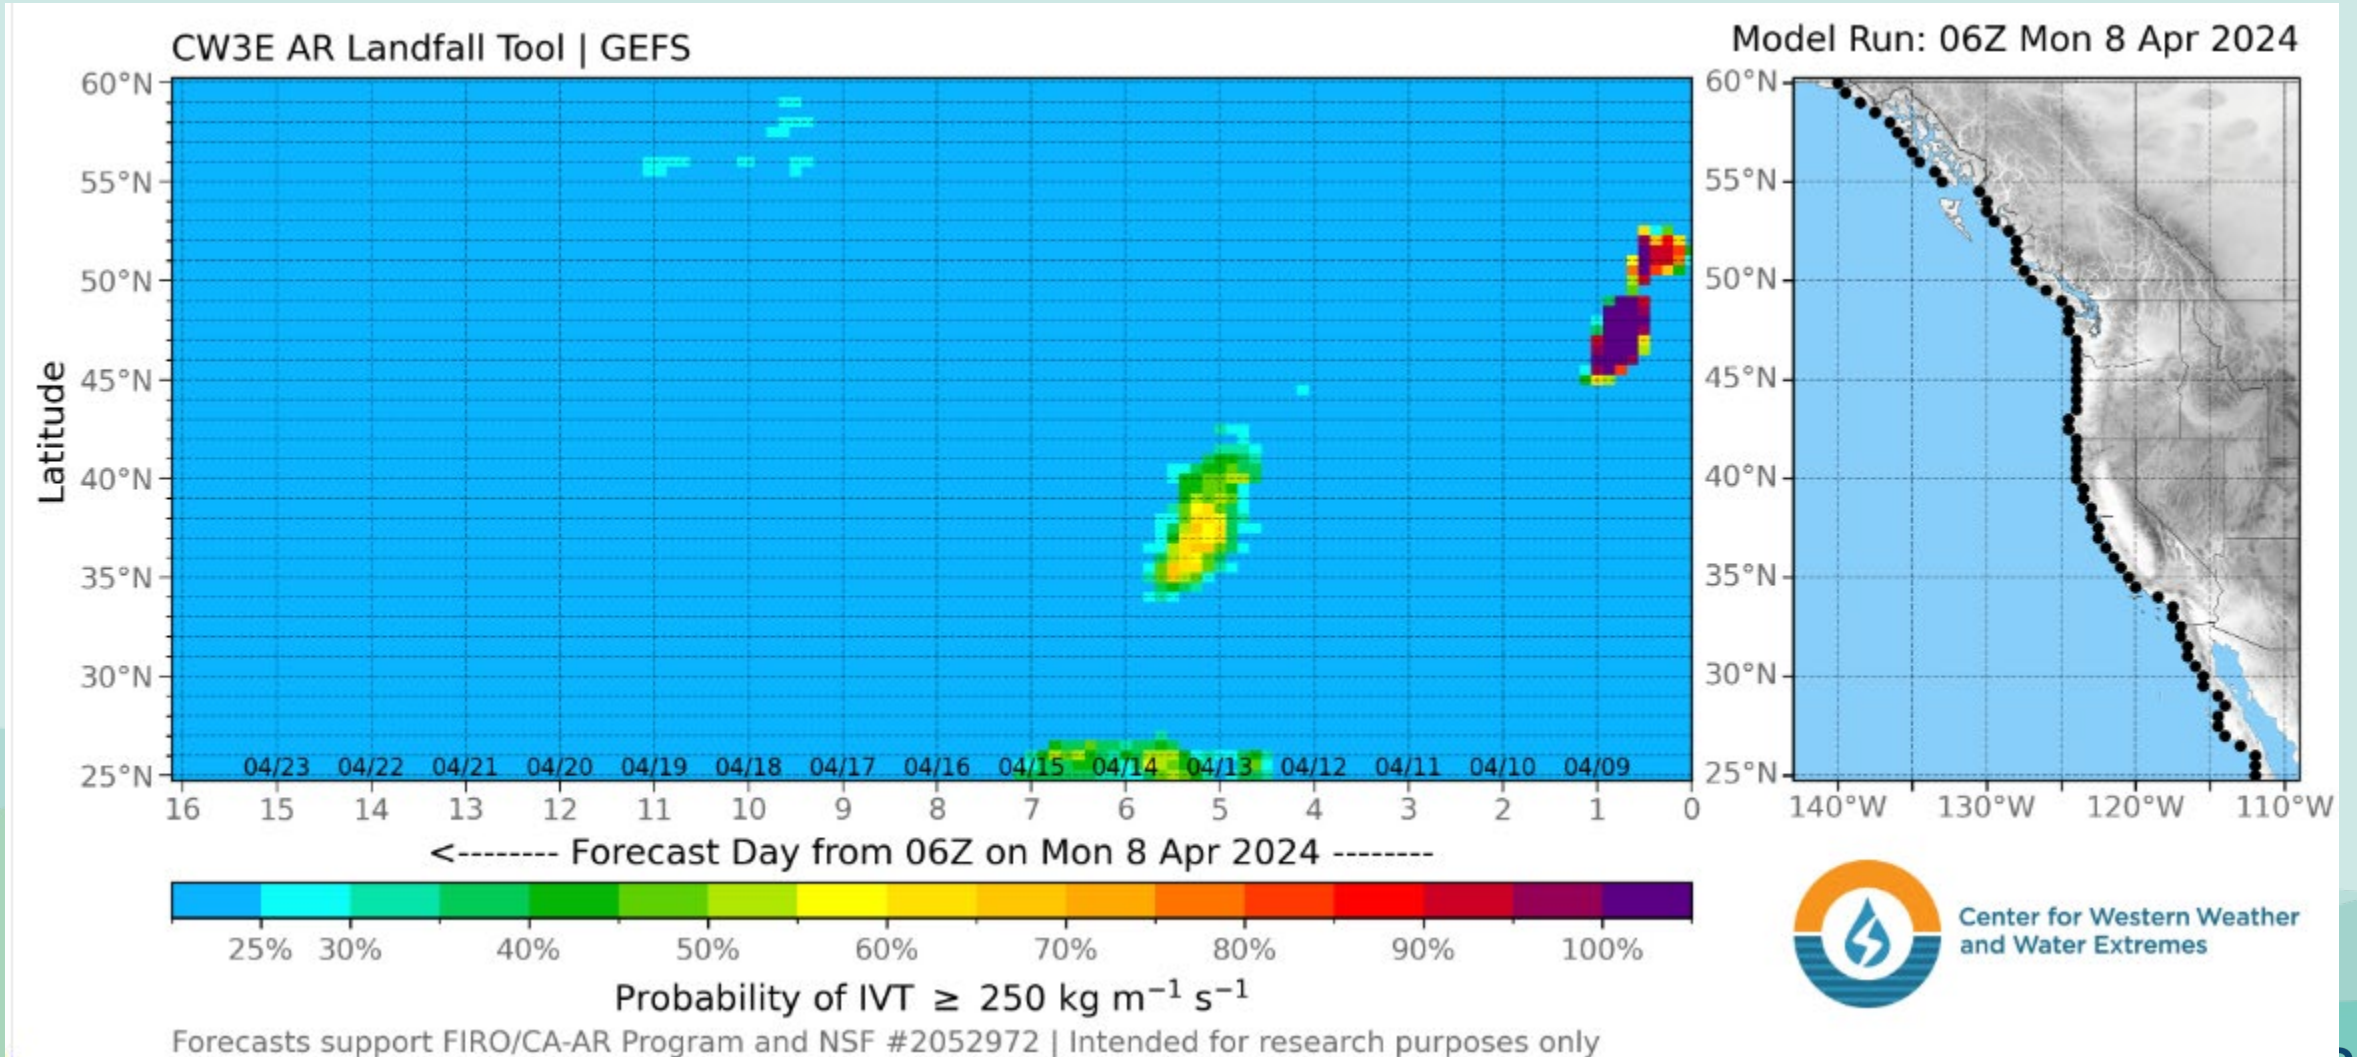 CW3E AR Landfall Tool | GEFS
Model Run: 06Z Mon 8 Apr 2024
60°N
55°N
50°N
45°N
40°N
35°N
30°N
25°N
Latitude
04/23 04/22 04/21 04/20 04/19 04/18 04/17 04/16 04/15 04/14 04/13 04/12 04/11 04/10 04/09
16 15 14 13 12 11 10 9 8 7 6 5 4 3 2 1 0
<-------- Forecast Day from 06Z on Mon 8 Apr 2024 --------
60°N
55°N
50°N
45°N
40°N
35°N
30°N
25°N
140°W 130°W 120°W 110°W
25% 30% 40% 50% 60% 70% 80% 90% 100%
Probability of IVT ≥ 250 kg m⁻¹ s⁻¹
Forecasts support FIRO/CA-AR Program and NSF #2052972 | Intended for research purposes only
Center for Western Weather
and Water Extremes